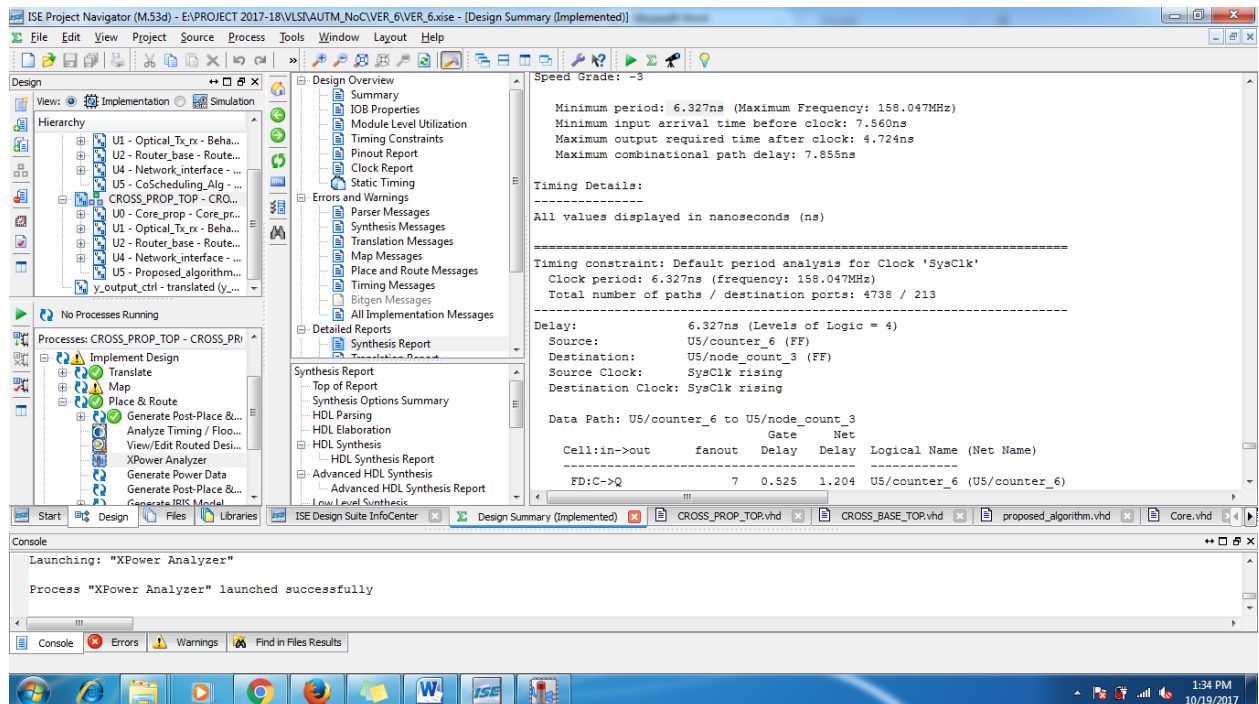 ISE Project Navigator (M.53d) - E:\PROJECT 2017-18\VLSI\AUTM_NoC\VER_6\VER_6.xise - [Design Summary (Implemented)]
File Edit View Project Source Process Tools Window Layout Help
Design
View: Implementation Simulation
Hierarchy
U1 - Optical_Tx_rx - Beha...
U2 - Router_base - Route...
U4 - Network_interface - ...
U5 - CoScheduling_Alg - ...
CROSS_PROP_TOP - CRO...
U0 - Core_prop - Core_pr...
U1 - Optical_Tx_rx - Beha...
U2 - Router_base - Route...
U4 - Network_interface - ...
U5 - Proposed_algorithm...
y_output_ctrl - translated (y_...
No Processes Running
Processes: CROSS_PROP_TOP - CROSS_PR
Implement Design
Translate
Map
Place & Route
Generate Post-Place &...
Analyze Timing / Floo...
View/Edit Routed Desi...
XPower Analyzer
Generate Power Data
Generate Post-Place &...
Generate IBIS Model
Design Overview
Summary
IOB Properties
Module Level Utilization
Timing Constraints
Pinout Report
Clock Report
Static Timing
Errors and Warnings
Parser Messages
Synthesis Messages
Translation Messages
Map Messages
Place and Route Messages
Timing Messages
Bitgen Messages
All Implementation Messages
Detailed Reports
Synthesis Report
Translation Report
Synthesis Report
Top of Report
Synthesis Options Summary
HDL Parsing
HDL Elaboration
HDL Synthesis
HDL Synthesis Report
Advanced HDL Synthesis
Advanced HDL Synthesis Report
Low Level Synthesis
Speed Grade: -3
Minimum period: 6.327ns (Maximum Frequency: 158.047MHz)
Minimum input arrival time before clock: 7.560ns
Maximum output required time after clock: 4.724ns
Maximum combinational path delay: 7.855ns
Timing Details:
---------------
All values displayed in nanoseconds (ns)
=========================================================================
Timing constraint: Default period analysis for Clock 'SysClk'
Clock period: 6.327ns (frequency: 158.047MHz)
Total number of paths / destination ports: 4738 / 213
-------------------------------------------------------------------------
Delay: 6.327ns (Levels of Logic = 4)
Source: U5/counter_6 (FF)
Destination: U5/node_count_3 (FF)
Source Clock: SysClk rising
Destination Clock: SysClk rising
Data Path: U5/counter_6 to U5/node_count_3
Gate Net
Cell:in->out fanout Delay Delay Logical Name (Net Name)
---------------------------------------- ------------
FD:C->Q 7 0.525 1.204 U5/counter_6 (U5/counter_6)
Start Design Files Libraries ISE Design Suite InfoCenter Design Summary (Implemented) CROSS_PROP_TOP.vhd CROSS_BASE_TOP.vhd proposed_algorithm.vhd Core.vhd
Console
Launching: "XPower Analyzer"
Process "XPower Analyzer" launched successfully
Console Errors Warnings Find in Files Results
1:34 PM
10/19/2017